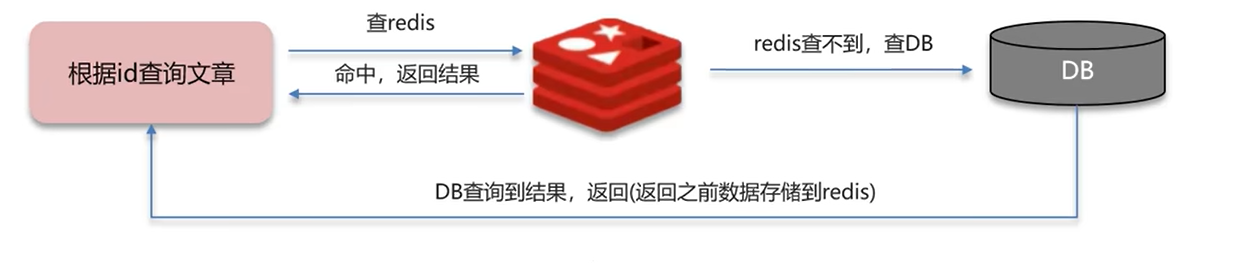 查redis
redis查不到，查DB
根据id查询文章
命中，返回结果
DB
DB查询到结果，返回(返回之前数据存储到redis)